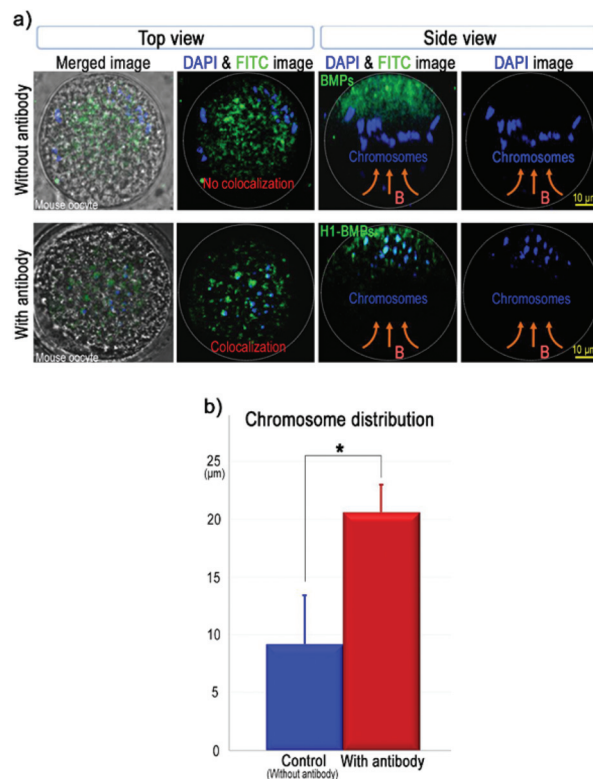 a)
Top view
Side view
Merged image
DAPI & FITC image
DAPI & FITC image
DAPI image
Without antibody
Mouse oocyte
No colocalization
BMPs
Chromosomes
B
Chromosomes
B
10 µm
With antibody
Mouse oocyte
Colocalization
H1-BMPs
Chromosomes
B
Chromosomes
B
10 µm
b)
Chromosome distribution
25
(µm)
20
15
10
5
0
*
Control
(Without antibody)
With antibody